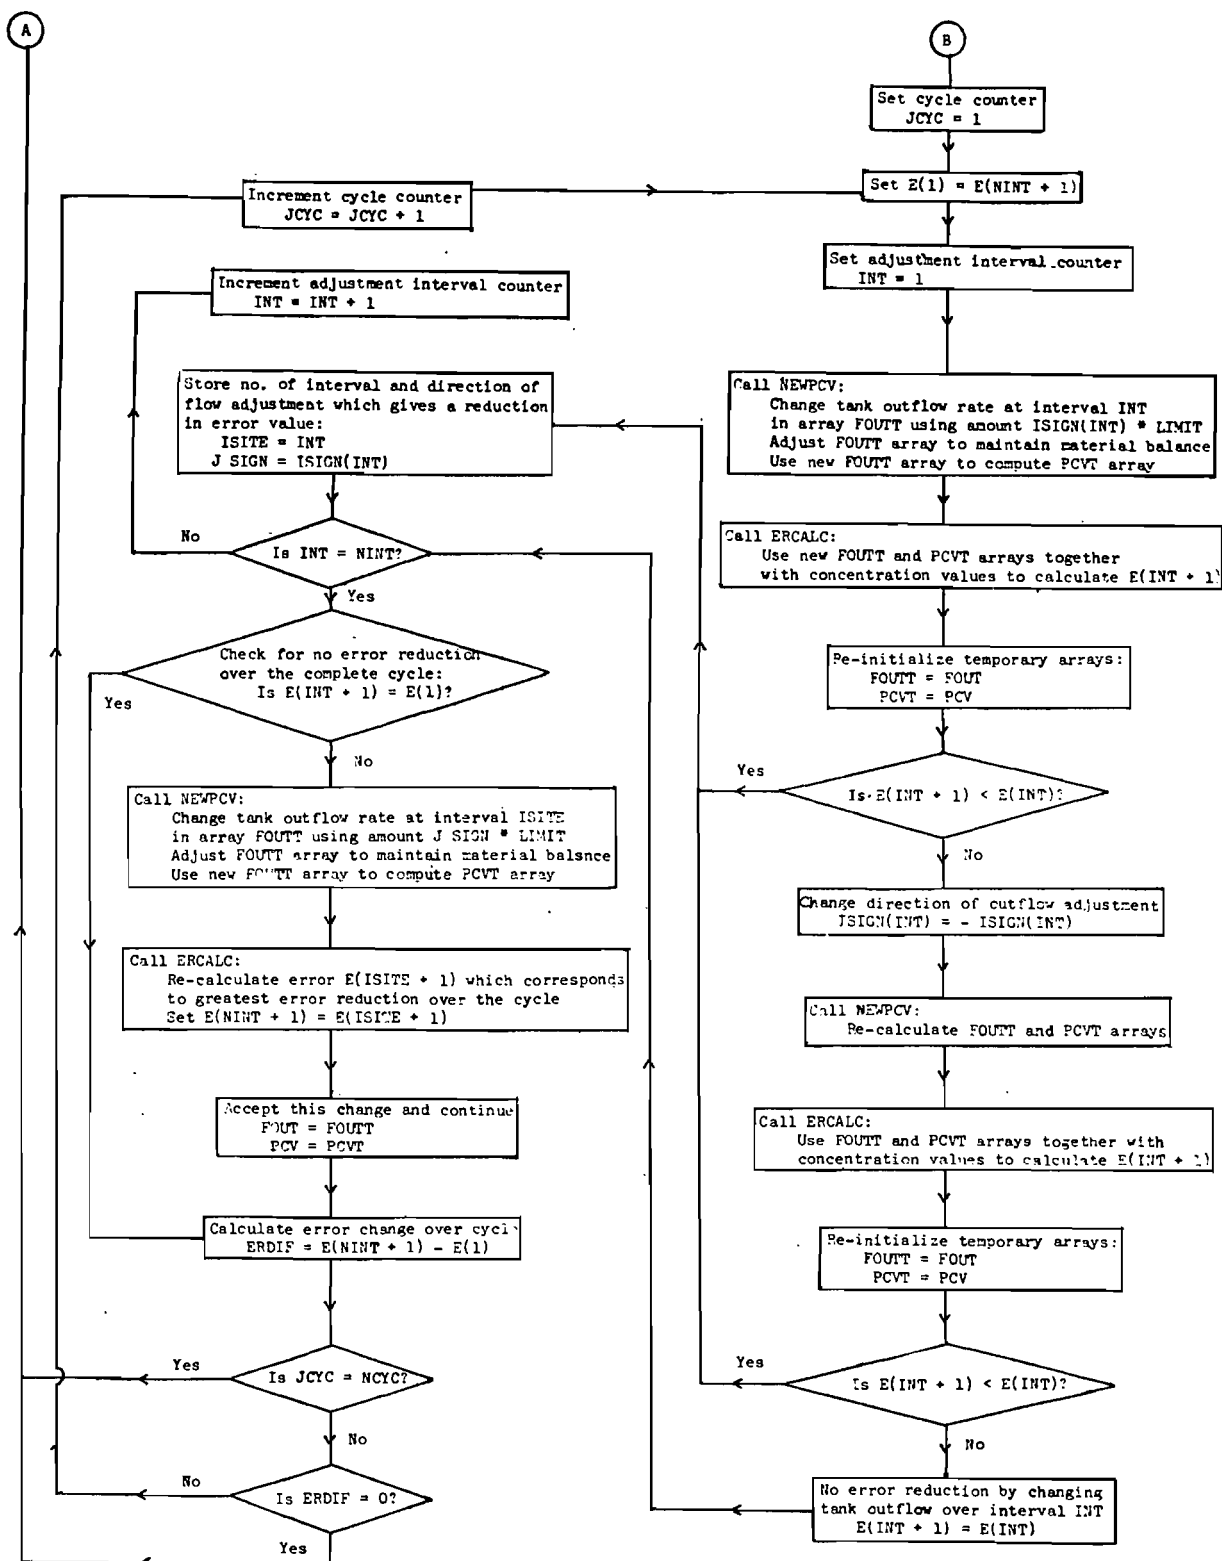 A
B
Set cycle counter
JCYC = 1
Increment cycle counter
JCYC = JCYC + 1
Set E(1) = E(NINT + 1)
Set adjustment interval counter
INT = 1
Increment adjustment interval counter
INT = INT + 1
Store no. of interval and direction of
flow adjustment which gives a reduction
in error value:
ISITE = INT
J SIGN = ISIGN(INT)
Call NEWPCV:
Change tank outflow rate at interval INT
in array FOUTT using amount ISIGN(INT) * LIMIT
Adjust FOUTT array to maintain material balance
Use new FOUTT array to compute PCVT array
No
Is INT = NINT?
Yes
Call ERCALC:
Use new FOUTT and PCVT arrays together
with concentration values to calculate E(INT + 1)
Check for no error reduction
over the complete cycle:
Is E(INT + 1) = E(1)?
Yes
No
Re-initialize temporary arrays:
FOUTT = FOUT
PCVT = PCV
Yes
Is E(INT + 1) < E(INT)?
No
Call NEWPCV:
Change tank outflow rate at interval ISITE
in array FOUTT using amount J SIGN * LIMIT
Adjust FOUTT array to maintain material balsnce
Use new FOUTT array to compute PCVT array
Change direction of outflow adjustment
JSIGN(INT) = - ISIGN(INT)
Call ERCALC:
Re-calculate error E(ISITE + 1) which corresponds
to greatest error reduction over the cycle
Set E(NINT + 1) = E(ISITE + 1)
Call NEWPCV:
Re-calculate FOUTT and PCVT arrays
Accept this change and continue
FOUT = FOUTT
PCV = PCVT
Call ERCALC:
Use FOUTT and PCVT arrays together with
concentration values to calculate E(INT + 1)
Calculate error change over cycle
ERDIF = E(NINT + 1) - E(1)
Re-initialize temporary arrays:
FOUTT = FOUT
PCVT = PCV
Yes
Is JCYC = NCYC?
No
Yes
Is E(INT + 1) < E(INT)?
No
No
Is ERDIF = 0?
Yes
No error reduction by changing
tank outflow over interval INT
E(INT + 1) = E(INT)